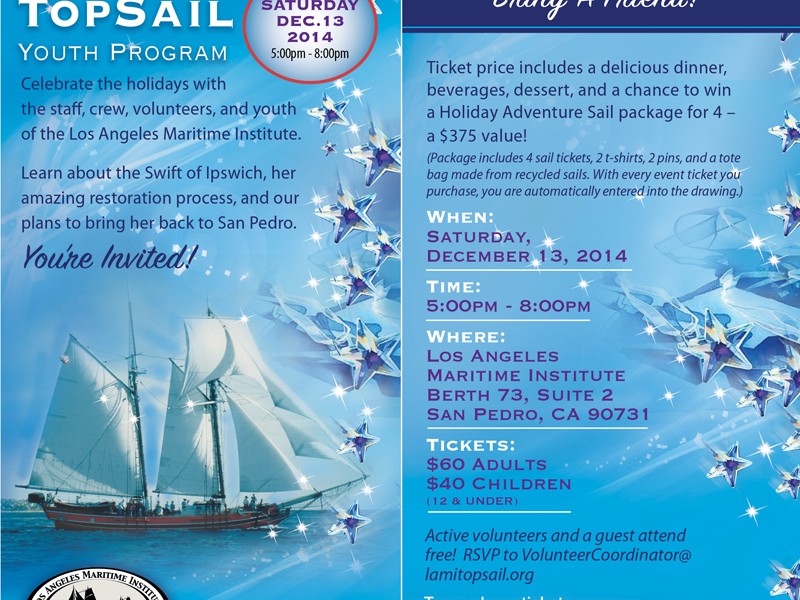 TopSail
Youth Program
Saturday
Dec.13
2014
5:00pm - 8:00pm
Celebrate the holidays with
the staff, crew, volunteers, and youth
of the Los Angeles Maritime Institute.
Learn about the Swift of Ipswich, her
amazing restoration process, and our
plans to bring her back to San Pedro.
You're Invited!
Los Angeles Maritime Institute
Bring A Friend!
Ticket price includes a delicious dinner,
beverages, dessert, and a chance to win
a Holiday Adventure Sail package for 4 –
a $375 value!
(Package includes 4 sail tickets, 2 t-shirts, 2 pins, and a tote
bag made from recycled sails. With every event ticket you
purchase, you are automatically entered into the drawing.)
When:
Saturday,
December 13, 2014
Time:
5:00pm - 8:00pm
Where:
Los Angeles
Maritime Institute
Berth 73, Suite 2
San Pedro, CA 90731
Tickets:
$60 Adults
$40 Children
(12 & under)
Active volunteers and a guest attend
free! RSVP to VolunteerCoordinator@
lamitopsail.org